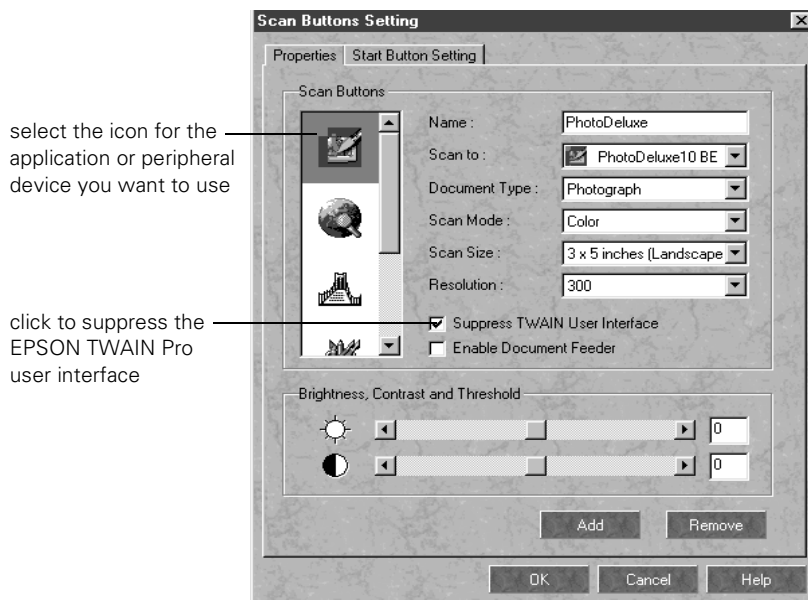 Scan Buttons Setting
Properties
Start Button Setting
Scan Buttons
select the icon for the
application or peripheral
device you want to use
Name :
PhotoDeluxe
Scan to :
PhotoDeluxe10 BE
Document Type :
Photograph
Scan Mode :
Color
Scan Size :
3 x 5 inches (Landscape
Resolution :
300
click to suppress the
EPSON TWAIN Pro
user interface
Suppress TWAIN User Interface
Enable Document Feeder
Brightness, Contrast and Threshold
0
0
Add
Remove
OK
Cancel
Help